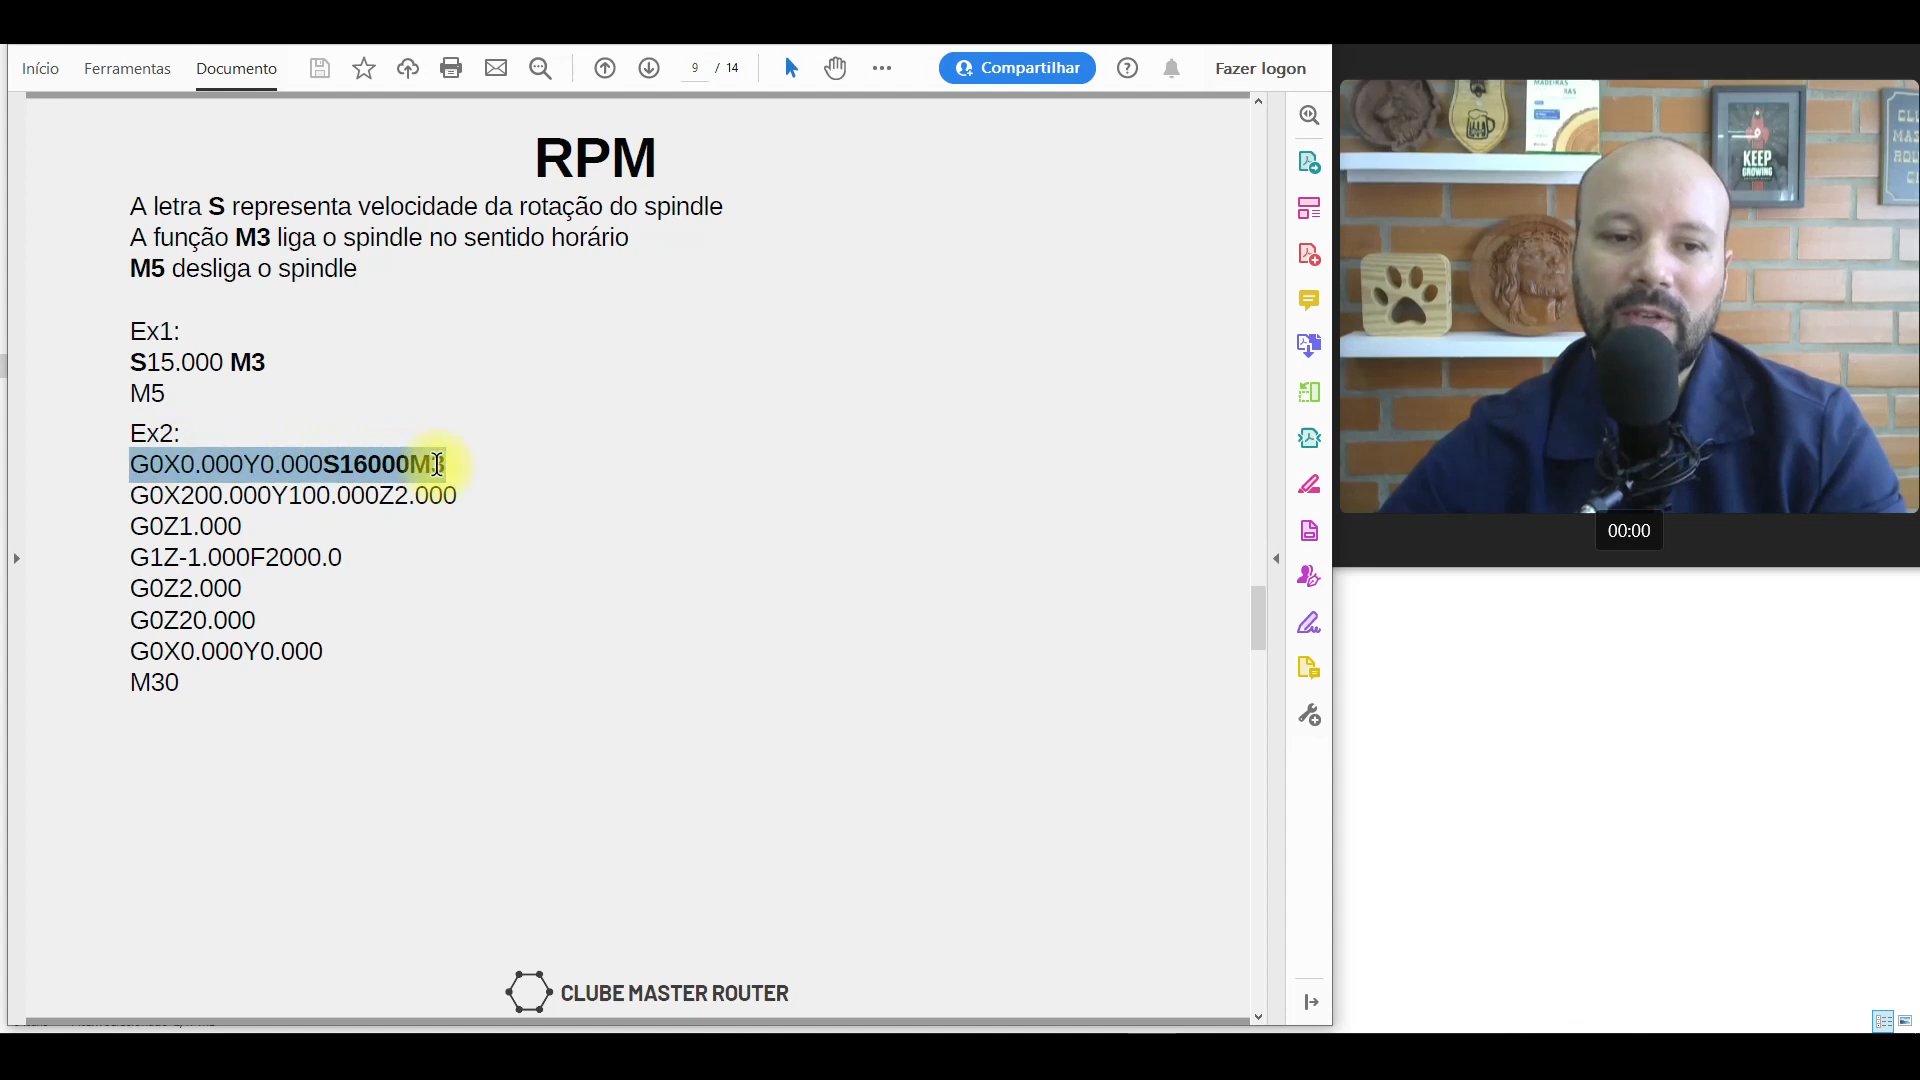 Início Ferramentas Documento 9 / 14 Compartilhar Fazer logon
RPM
A letra S representa velocidade da rotação do spindle
A função M3 liga o spindle no sentido horário
M5 desliga o spindle
Ex1:
S15.000 M3
M5
Ex2:
G0X0.000Y0.000S16000M3
G0X200.000Y100.000Z2.000
G0Z1.000
G1Z-1.000F2000.0
G0Z2.000
G0Z20.000
G0X0.000Y0.000
M30
CLUBE MASTER ROUTER
KEEP
GROWING
00:00